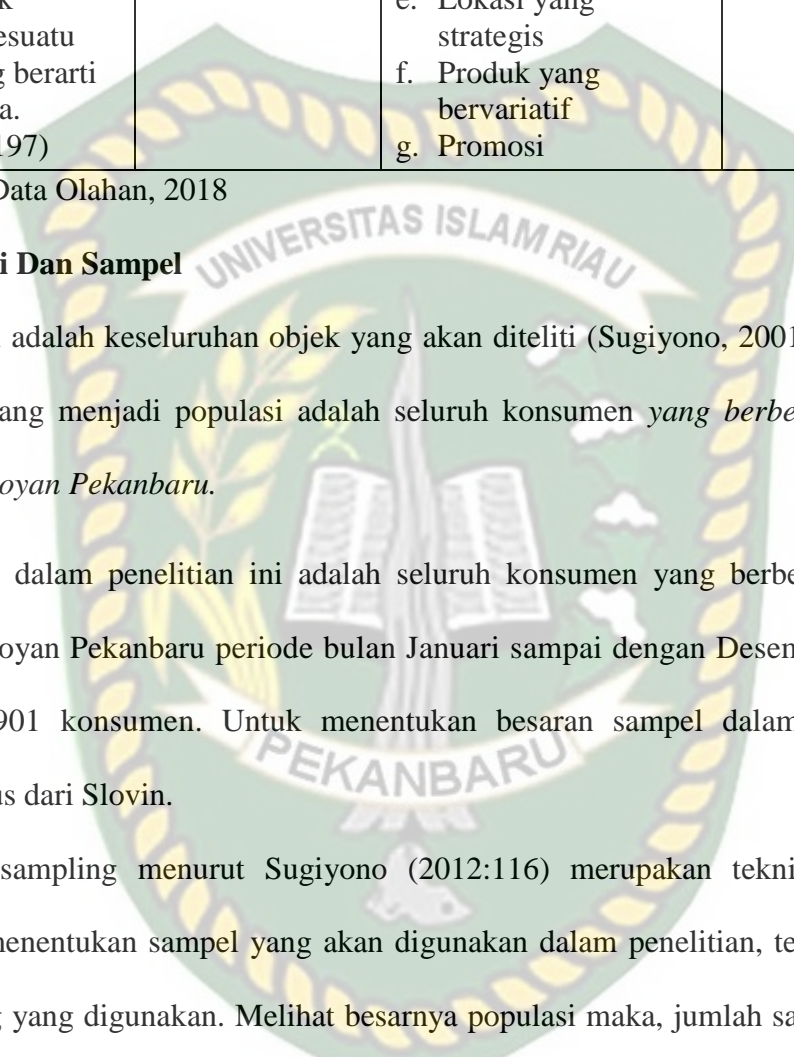 e. Lokasi yang
esuatu strategis
g berarti f. Produk yang
a. bervariatif
197) g. Promosi
Data Olahan, 2018
i Dan Sampel
UNIVERSITAS ISLAM RIAU
adalah keseluruhan objek yang akan diteliti (Sugiyono, 2001
ang menjadi populasi adalah seluruh konsumen yang berbe
oyan Pekanbaru.
dalam penelitian ini adalah seluruh konsumen yang berbe
oyan Pekanbaru periode bulan Januari sampai dengan Desem
901 konsumen. Untuk menentukan besaran sampel dalam
PEKANBARU
us dari Slovin.
sampling menurut Sugiyono (2012:116) merupakan tekni
menentukan sampel yang akan digunakan dalam penelitian, te
g yang digunakan. Melihat besarnya populasi maka, jumlah sa